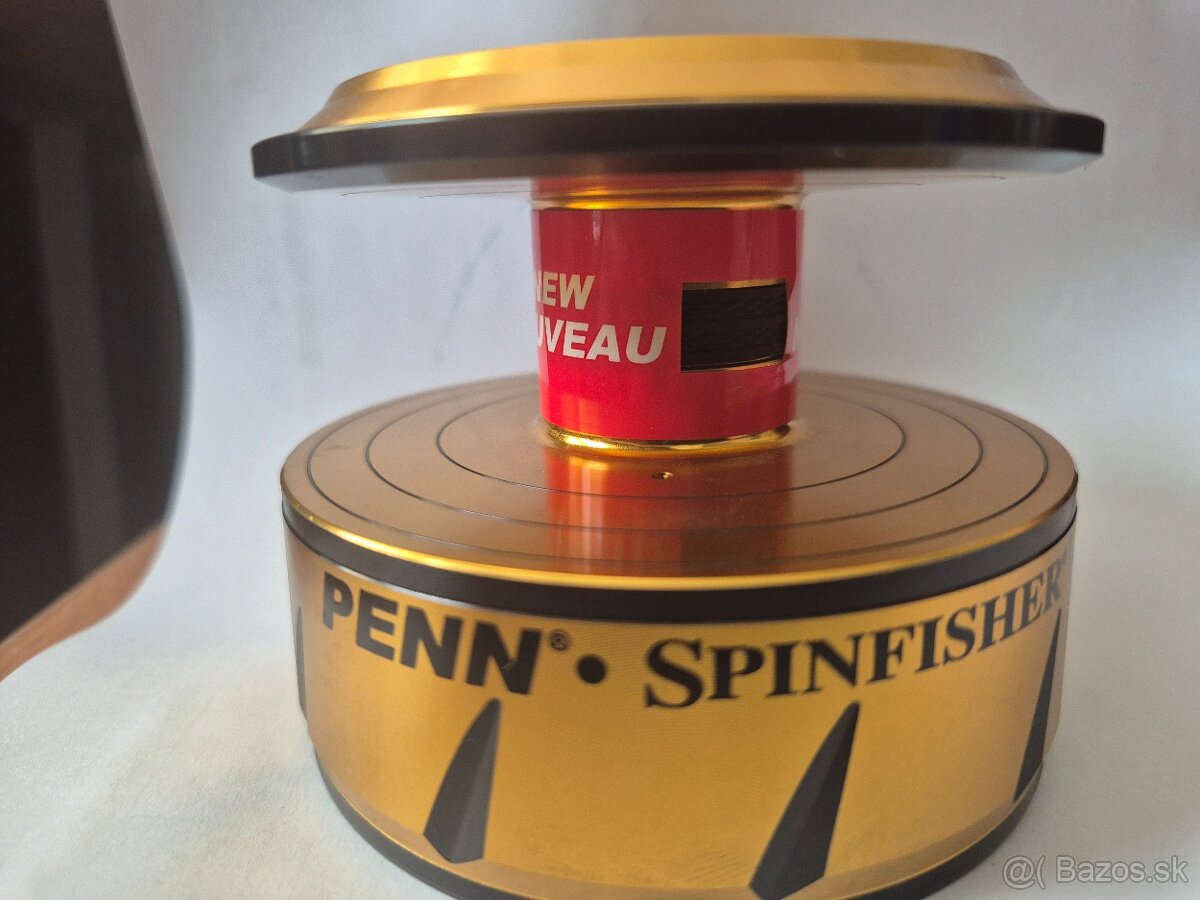 NEW
UVEAU
PENN® • SPINFISHER
@( Bazos.sk